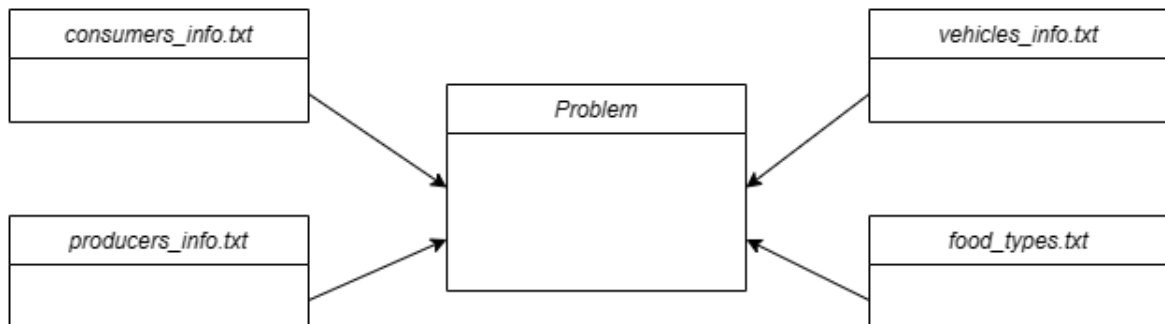 consumers_info.txt
vehicles_info.txt
Problem
producers_info.txt
food_types.txt